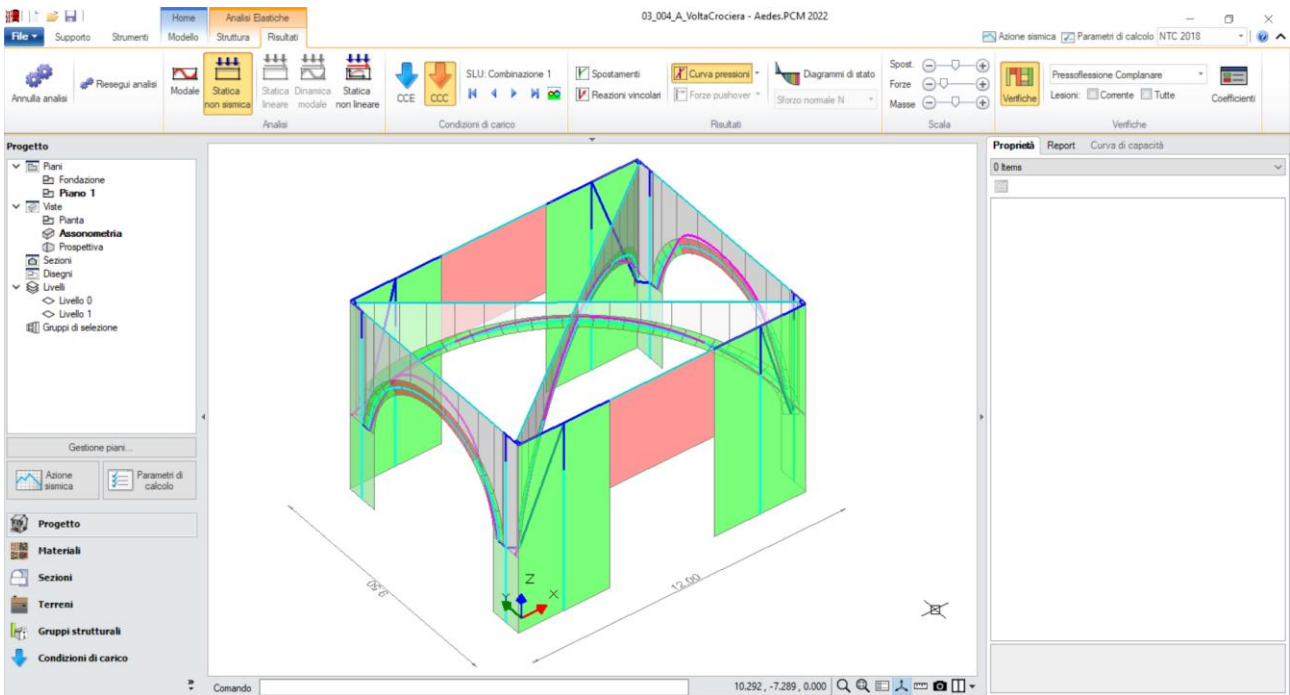 03_004_A_VoltaCrociera - Aedes.PCM 2022
Home
Analisi Elastiche
File
Supporto
Strumenti
Modello
Struttura
Risultati
Azione sismica
Parametri di calcolo
NTC 2018
Annulla analisi
Riesegui analisi
Modale
Statica non sismica
Statica lineare
Dinamica modale
Statica non lineare
Analisi
CCE
CCC
SLU: Combinazione 1
Condizioni di carico
Spostamenti
Reazioni vincolari
Curva pressioni
Forze pushover
Diagrammi di stato
Sforzo normale N
Risultati
Spost.
Forze
Masse
Scala
Verifiche
Pressoflessione Complanare
Lesioni:
Corrente
Tutte
Coefficienti
Verifiche
Progetto
Piani
Fondazione
Piano 1
Viste
Pianta
Assonometria
Prospettiva
Sezioni
Disegni
Livelli
Livello 0
Livello 1
Gruppi di selezione
Gestione piani...
Azione sismica
Parametri di calcolo
Progetto
Materiali
Sezioni
Terreni
Gruppi strutturali
Condizioni di carico
9.50
12.00
Z
Y
X
Proprietà
Report
Curva di capacità
0 Items
Comando
10.292 , -7.289 , 0.000